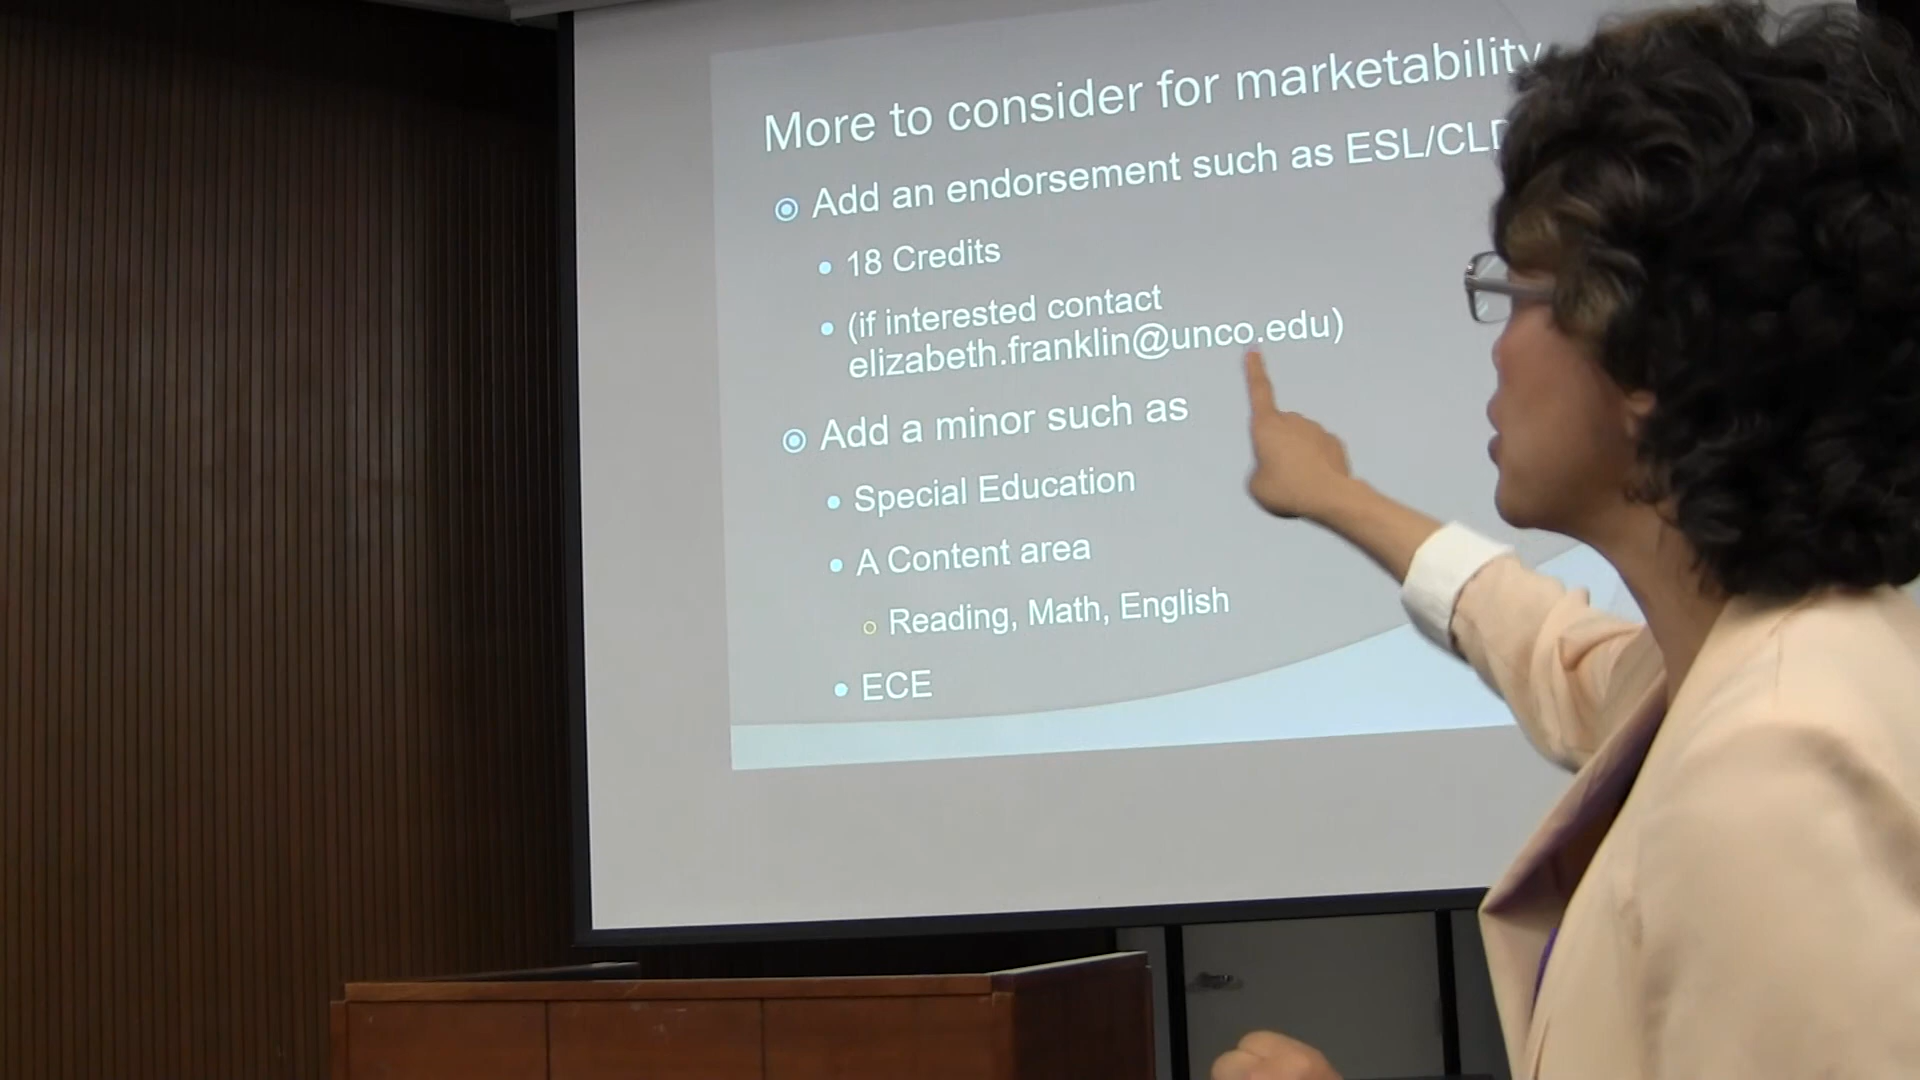 More to consider for marketability
Add an endorsement such as ESL/CLD
18 Credits
(if interested contact
elizabeth.franklin@unco.edu)
Add a minor such as
Special Education
A Content area
Reading, Math, English
ECE